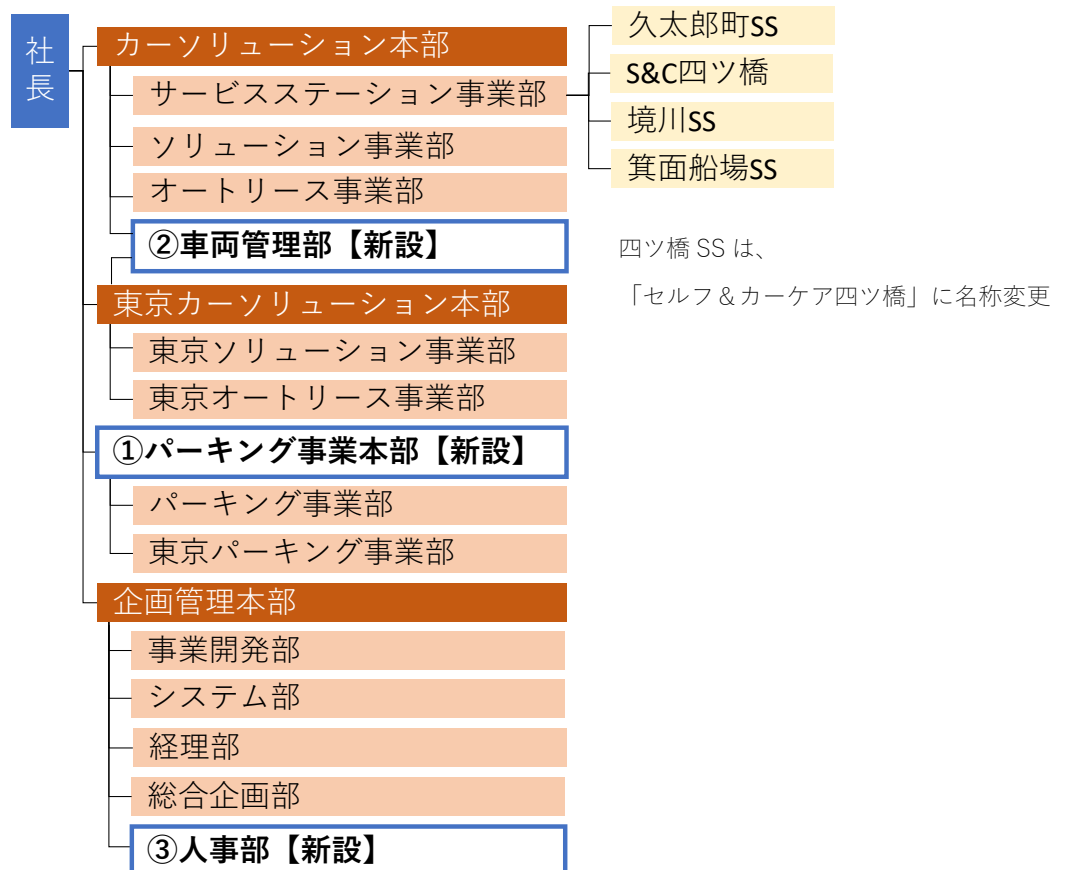 社
長
カーソリューション本部
サービスステーション事業部
ソリューション事業部
オートリース事業部
②車両管理部【新設】
東京カーソリューション本部
東京ソリューション事業部
東京オートリース事業部
①パーキング事業本部【新設】
パーキング事業部
東京パーキング事業部
企画管理本部
事業開発部
システム部
経理部
総合企画部
③人事部【新設】
久太郎町SS
S&C四ツ橋
境川SS
箕面船場SS
四ツ橋 SS は、
「セルフ＆カーケア四ツ橋」に名称変更